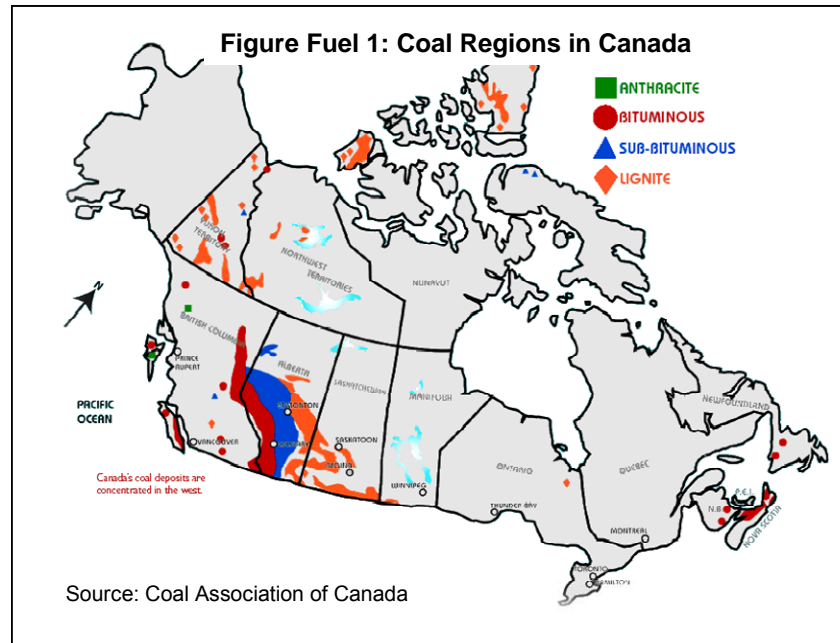 Figure Fuel 1: Coal Regions in Canada
ANTHRACITE
BITUMINOUS
SUB-BITUMINOUS
LIGNITE
YUKON
TERRITORY
NORTHWEST
TERRITORIES
NUNAVUT
BRITISH COLUMBIA
PRINCE
RUPERT
ALBERTA
SASKATCHEWAN
MANITOBA
NEWFOUNDLAND
PACIFIC
OCEAN
EDMONTON
VANCOUVER
CALGARY
SASKATOON
REGINA
WINNIPEG
ONTARIO
QUEBEC
P.E.I.
N.B.
NOVA SCOTIA
THUNDER BAY
MONTREAL
TORONTO
HAMILTON
Canada's coal deposits are
concentrated in the west.
Source: Coal Association of Canada